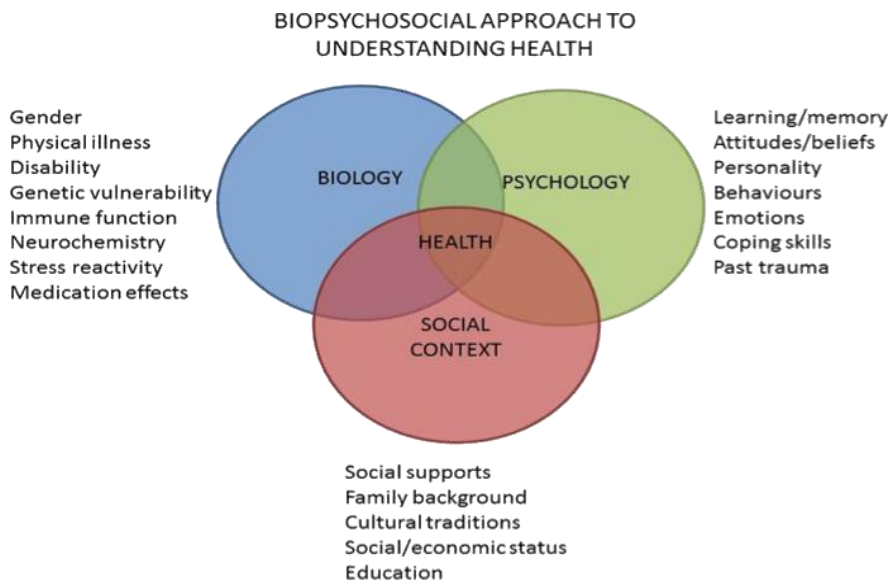 BIOPSYCHOSOCIAL APPROACH TO
UNDERSTANDING HEALTH
Gender
Physical illness
Disability
Genetic vulnerability
Immune function
Neurochemistry
Stress reactivity
Medication effects
BIOLOGY
PSYCHOLOGY
HEALTH
SOCIAL
CONTEXT
Learning/memory
Attitudes/beliefs
Personality
Behaviours
Emotions
Coping skills
Past trauma
Social supports
Family background
Cultural traditions
Social/economic status
Education